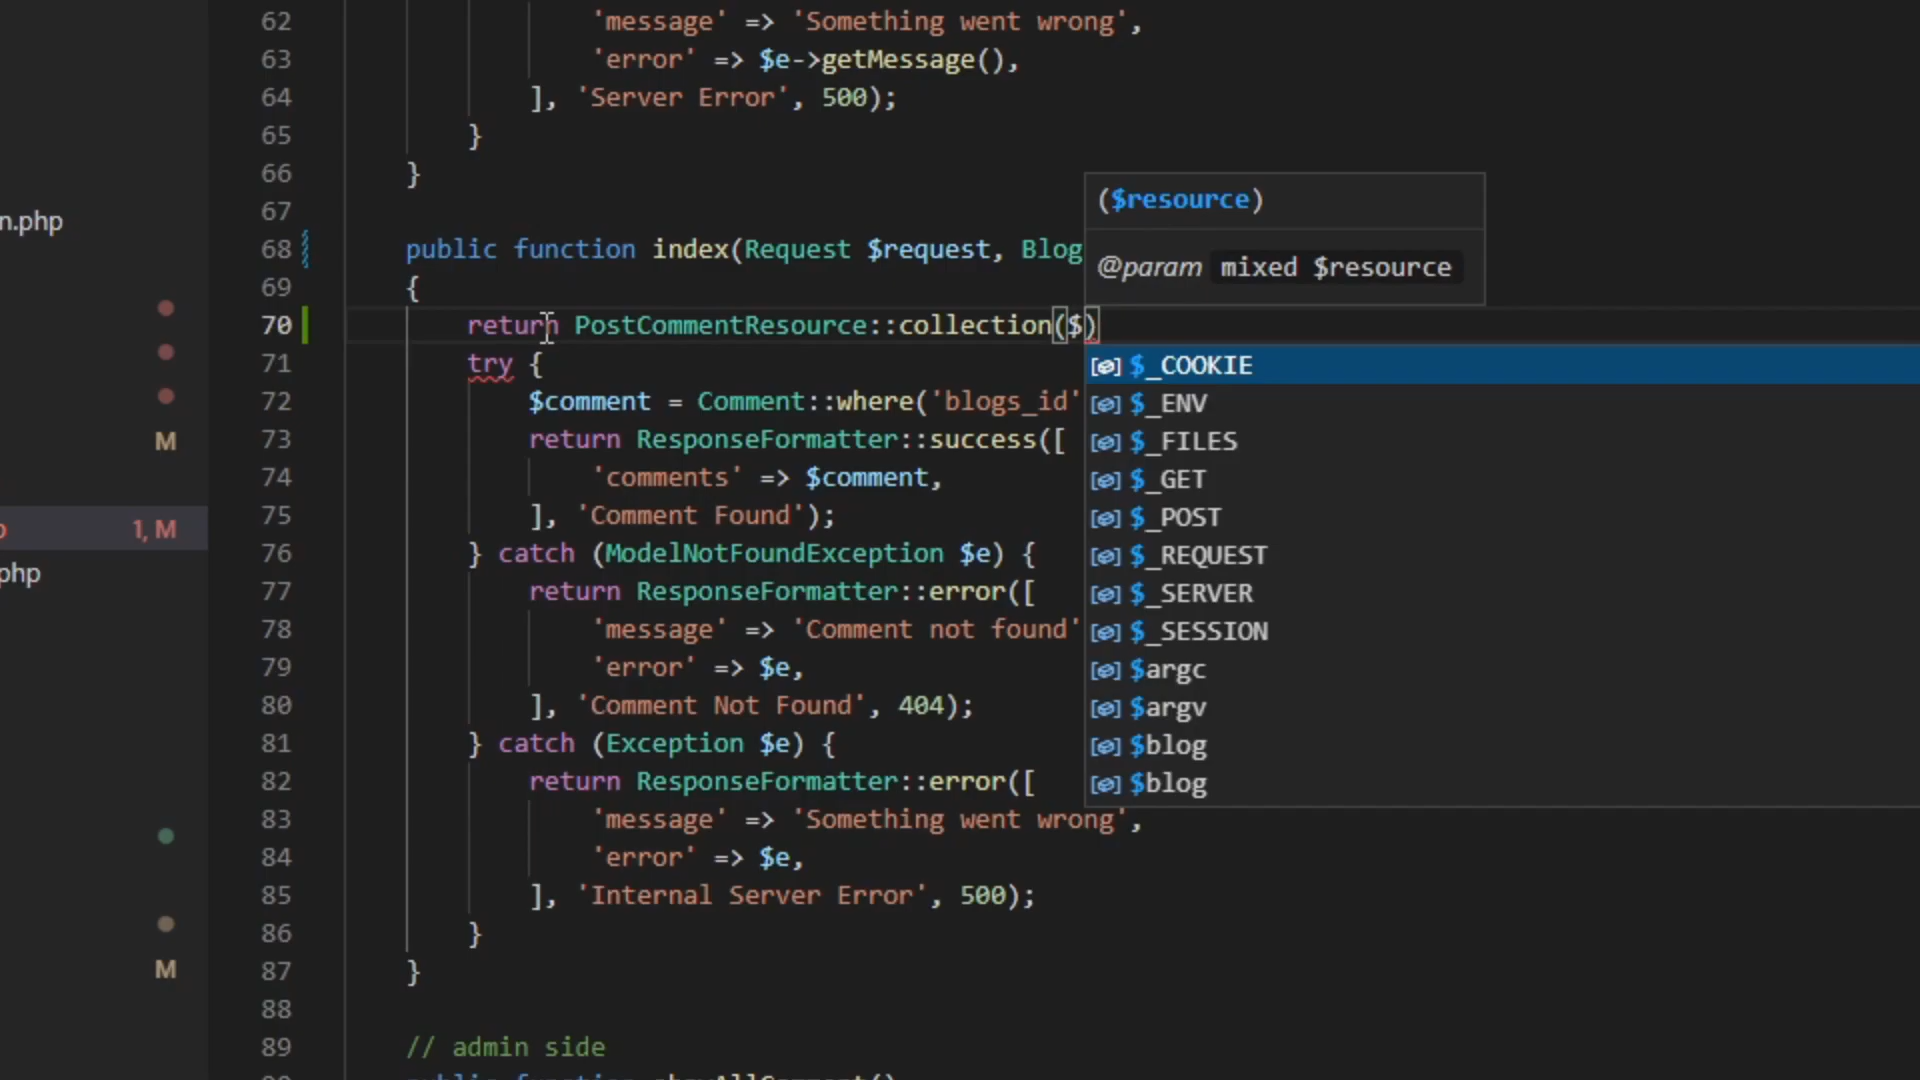 62 'message' => 'Something went wrong',
63 'error' => $e->getMessage(),
64 ], 'Server Error', 500);
65 }
66 }
67
68 public function index(Request $request, Blog
69 {
70 return PostCommentResource::collection($)
71 try {
72 $comment = Comment::where('blogs_id'
73 return ResponseFormatter::success([
74 'comments' => $comment,
75 ], 'Comment Found');
76 } catch (ModelNotFoundException $e) {
77 return ResponseFormatter::error([
78 'message' => 'Comment not found'
79 'error' => $e,
80 ], 'Comment Not Found', 404);
81 } catch (Exception $e) {
82 return ResponseFormatter::error([
83 'message' => 'Something went wrong',
84 'error' => $e,
85 ], 'Internal Server Error', 500);
86 }
87 }
88
89 // admin side
($resource)
@param mixed $resource
$_COOKIE
$_ENV
$_FILES
$_GET
$_POST
$_REQUEST
$_SERVER
$_SESSION
$argc
$argv
$blog
$blog
n.php
M
1, M
php
M